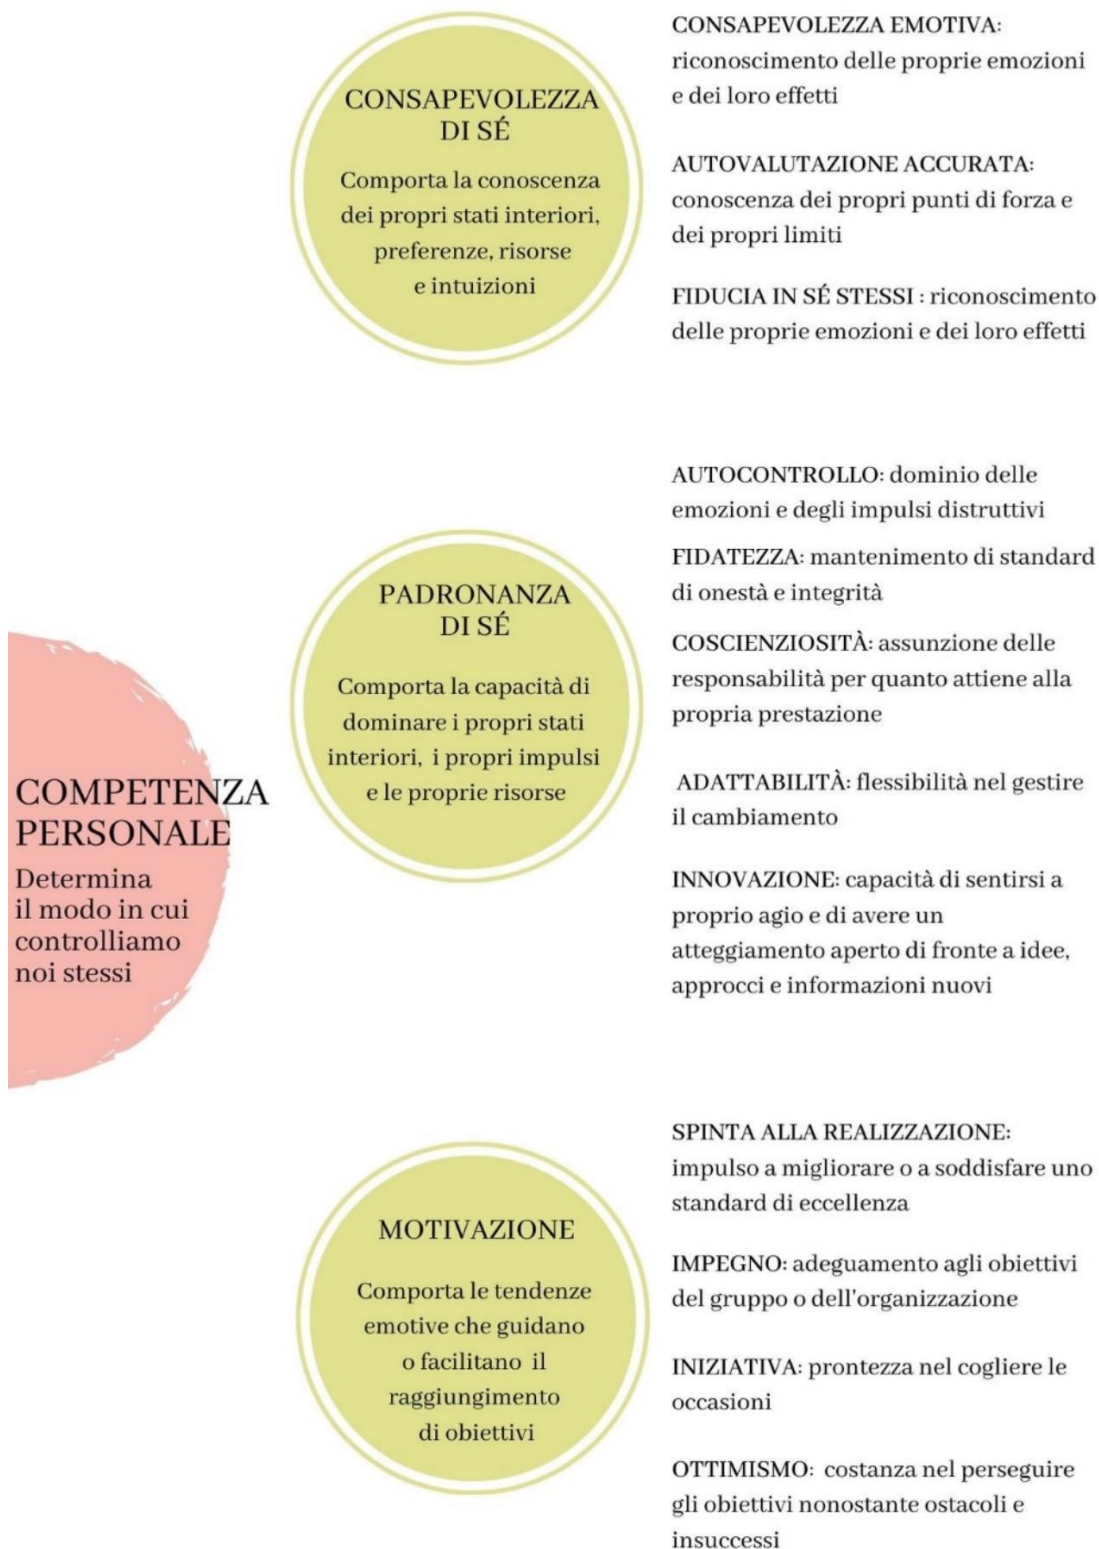 COMPETENZA
PERSONALE
Determina
il modo in cui
controlliamo
noi stessi
CONSAPEVOLEZZA
DI SÉ
Comporta la conoscenza
dei propri stati interiori,
preferenze, risorse
e intuizioni
CONSAPEVOLEZZA EMOTIVA:
riconoscimento delle proprie emozioni
e dei loro effetti
AUTOVALUTAZIONE ACCURATA:
conoscenza dei propri punti di forza e
dei propri limiti
FIDUCIA IN SÉ STESSI : riconoscimento
delle proprie emozioni e dei loro effetti
PADRONANZA
DI SÉ
Comporta la capacità di
dominare i propri stati
interiori, i propri impulsi
e le proprie risorse
AUTOCONTROLLO: dominio delle
emozioni e degli impulsi distruttivi
FIDATEZZA: mantenimento di standard
di onestà e integrità
COSCIENZIOSITÀ: assunzione delle
responsabilità per quanto attiene alla
propria prestazione
ADATTABILITÀ: flessibilità nel gestire
il cambiamento
INNOVAZIONE: capacità di sentirsi a
proprio agio e di avere un
atteggiamento aperto di fronte a idee,
approcci e informazioni nuovi
MOTIVAZIONE
Comporta le tendenze
emotive che guidano
o facilitano il
raggiungimento
di obiettivi
SPINTA ALLA REALIZZAZIONE:
impulso a migliorare o a soddisfare uno
standard di eccellenza
IMPEGNO: adeguamento agli obiettivi
del gruppo o dell'organizzazione
INIZIATIVA: prontezza nel cogliere le
occasioni
OTTIMISMO: costanza nel perseguire
gli obiettivi nonostante ostacoli e
insuccessi